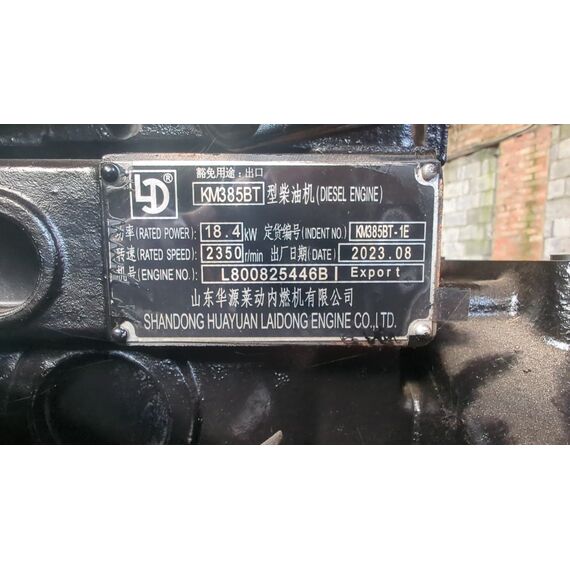 豁免用途：出口
LD® KM385BT 型柴油机(DIESEL ENGINE)
功率(RATED POWER) 18.4 kW 定货编号(INDENT NO.) KM385BT-1E
转速(RATED SPEED) 2350 r/min 出厂日期(DATE) 2023.08
机号(ENGINE NO.) L800825446B Export
山东华源莱动内燃机有限公司
SHANDONG HUAYUAN LAIDONG ENGINE CO.,LTD.